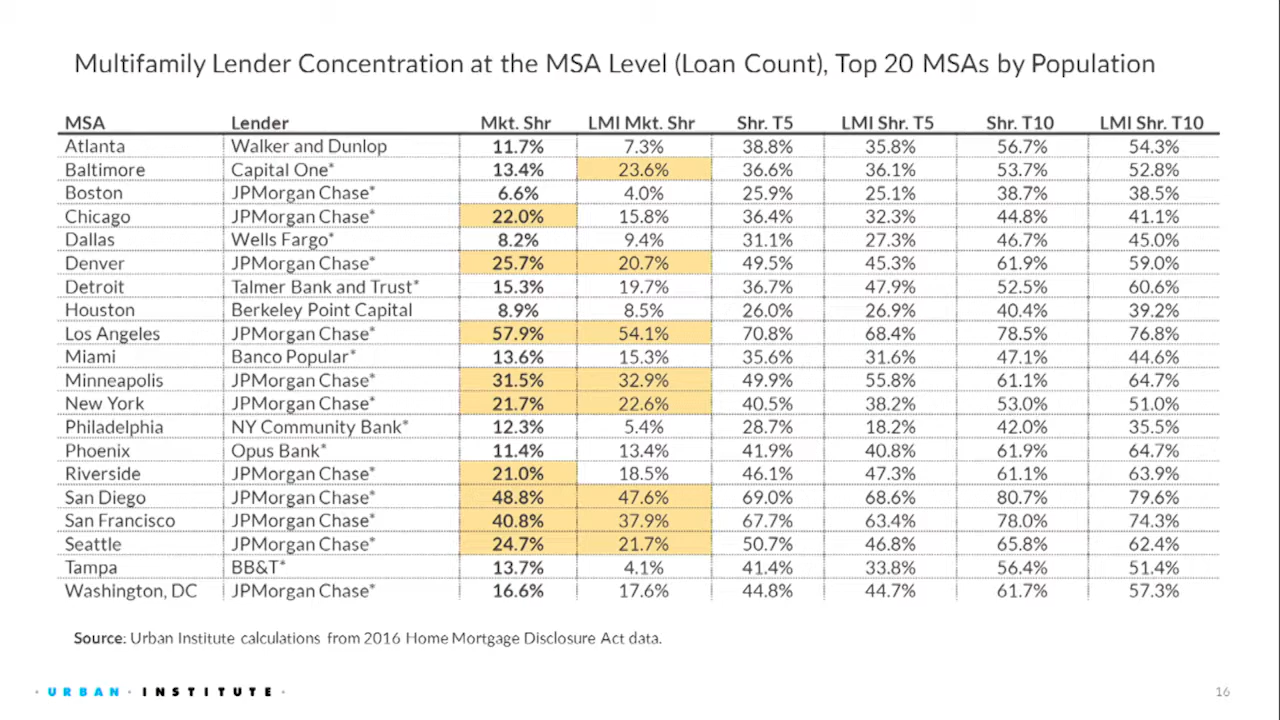 Multifamily Lender Concentration at the MSA Level (Loan Count), Top 20 MSAs by Population
MSA Lender Mkt. Shr LMI Mkt. Shr Shr. T5 LMI Shr. T5 Shr. T10 LMI Shr. T10
Atlanta Walker and Dunlop 11.7% 7.3% 38.8% 35.8% 56.7% 54.3%
Baltimore Capital One* 13.4% 23.6% 36.6% 36.1% 53.7% 52.8%
Boston JPMorgan Chase* 6.6% 4.0% 25.9% 25.1% 38.7% 38.5%
Chicago JPMorgan Chase* 22.0% 15.8% 36.4% 32.3% 44.8% 41.1%
Dallas Wells Fargo* 8.2% 9.4% 31.1% 27.3% 46.7% 45.0%
Denver JPMorgan Chase* 25.7% 20.7% 49.5% 45.3% 61.9% 59.0%
Detroit Talmer Bank and Trust* 15.3% 19.7% 36.7% 47.9% 52.5% 60.6%
Houston Berkeley Point Capital 8.9% 8.5% 26.0% 26.9% 40.4% 39.2%
Los Angeles JPMorgan Chase* 57.9% 54.1% 70.8% 68.4% 78.5% 76.8%
Miami Banco Popular* 13.6% 15.3% 35.6% 31.6% 47.1% 44.6%
Minneapolis JPMorgan Chase* 31.5% 32.9% 49.9% 55.8% 61.1% 64.7%
New York JPMorgan Chase* 21.7% 22.6% 40.5% 38.2% 53.0% 51.0%
Philadelphia NY Community Bank* 12.3% 5.4% 28.7% 18.2% 42.0% 35.5%
Phoenix Opus Bank* 11.4% 13.4% 41.9% 40.8% 61.9% 64.7%
Riverside JPMorgan Chase* 21.0% 18.5% 46.1% 47.3% 61.1% 63.9%
San Diego JPMorgan Chase* 48.8% 47.6% 69.0% 68.6% 80.7% 79.6%
San Francisco JPMorgan Chase* 40.8% 37.9% 67.7% 63.4% 78.0% 74.3%
Seattle JPMorgan Chase* 24.7% 21.7% 50.7% 46.8% 65.8% 62.4%
Tampa BB&T* 13.7% 4.1% 41.4% 33.8% 56.4% 51.4%
Washington, DC JPMorgan Chase* 16.6% 17.6% 44.8% 44.7% 61.7% 57.3%
Source: Urban Institute calculations from 2016 Home Mortgage Disclosure Act data.
· URBAN · INSTITUTE ·
16